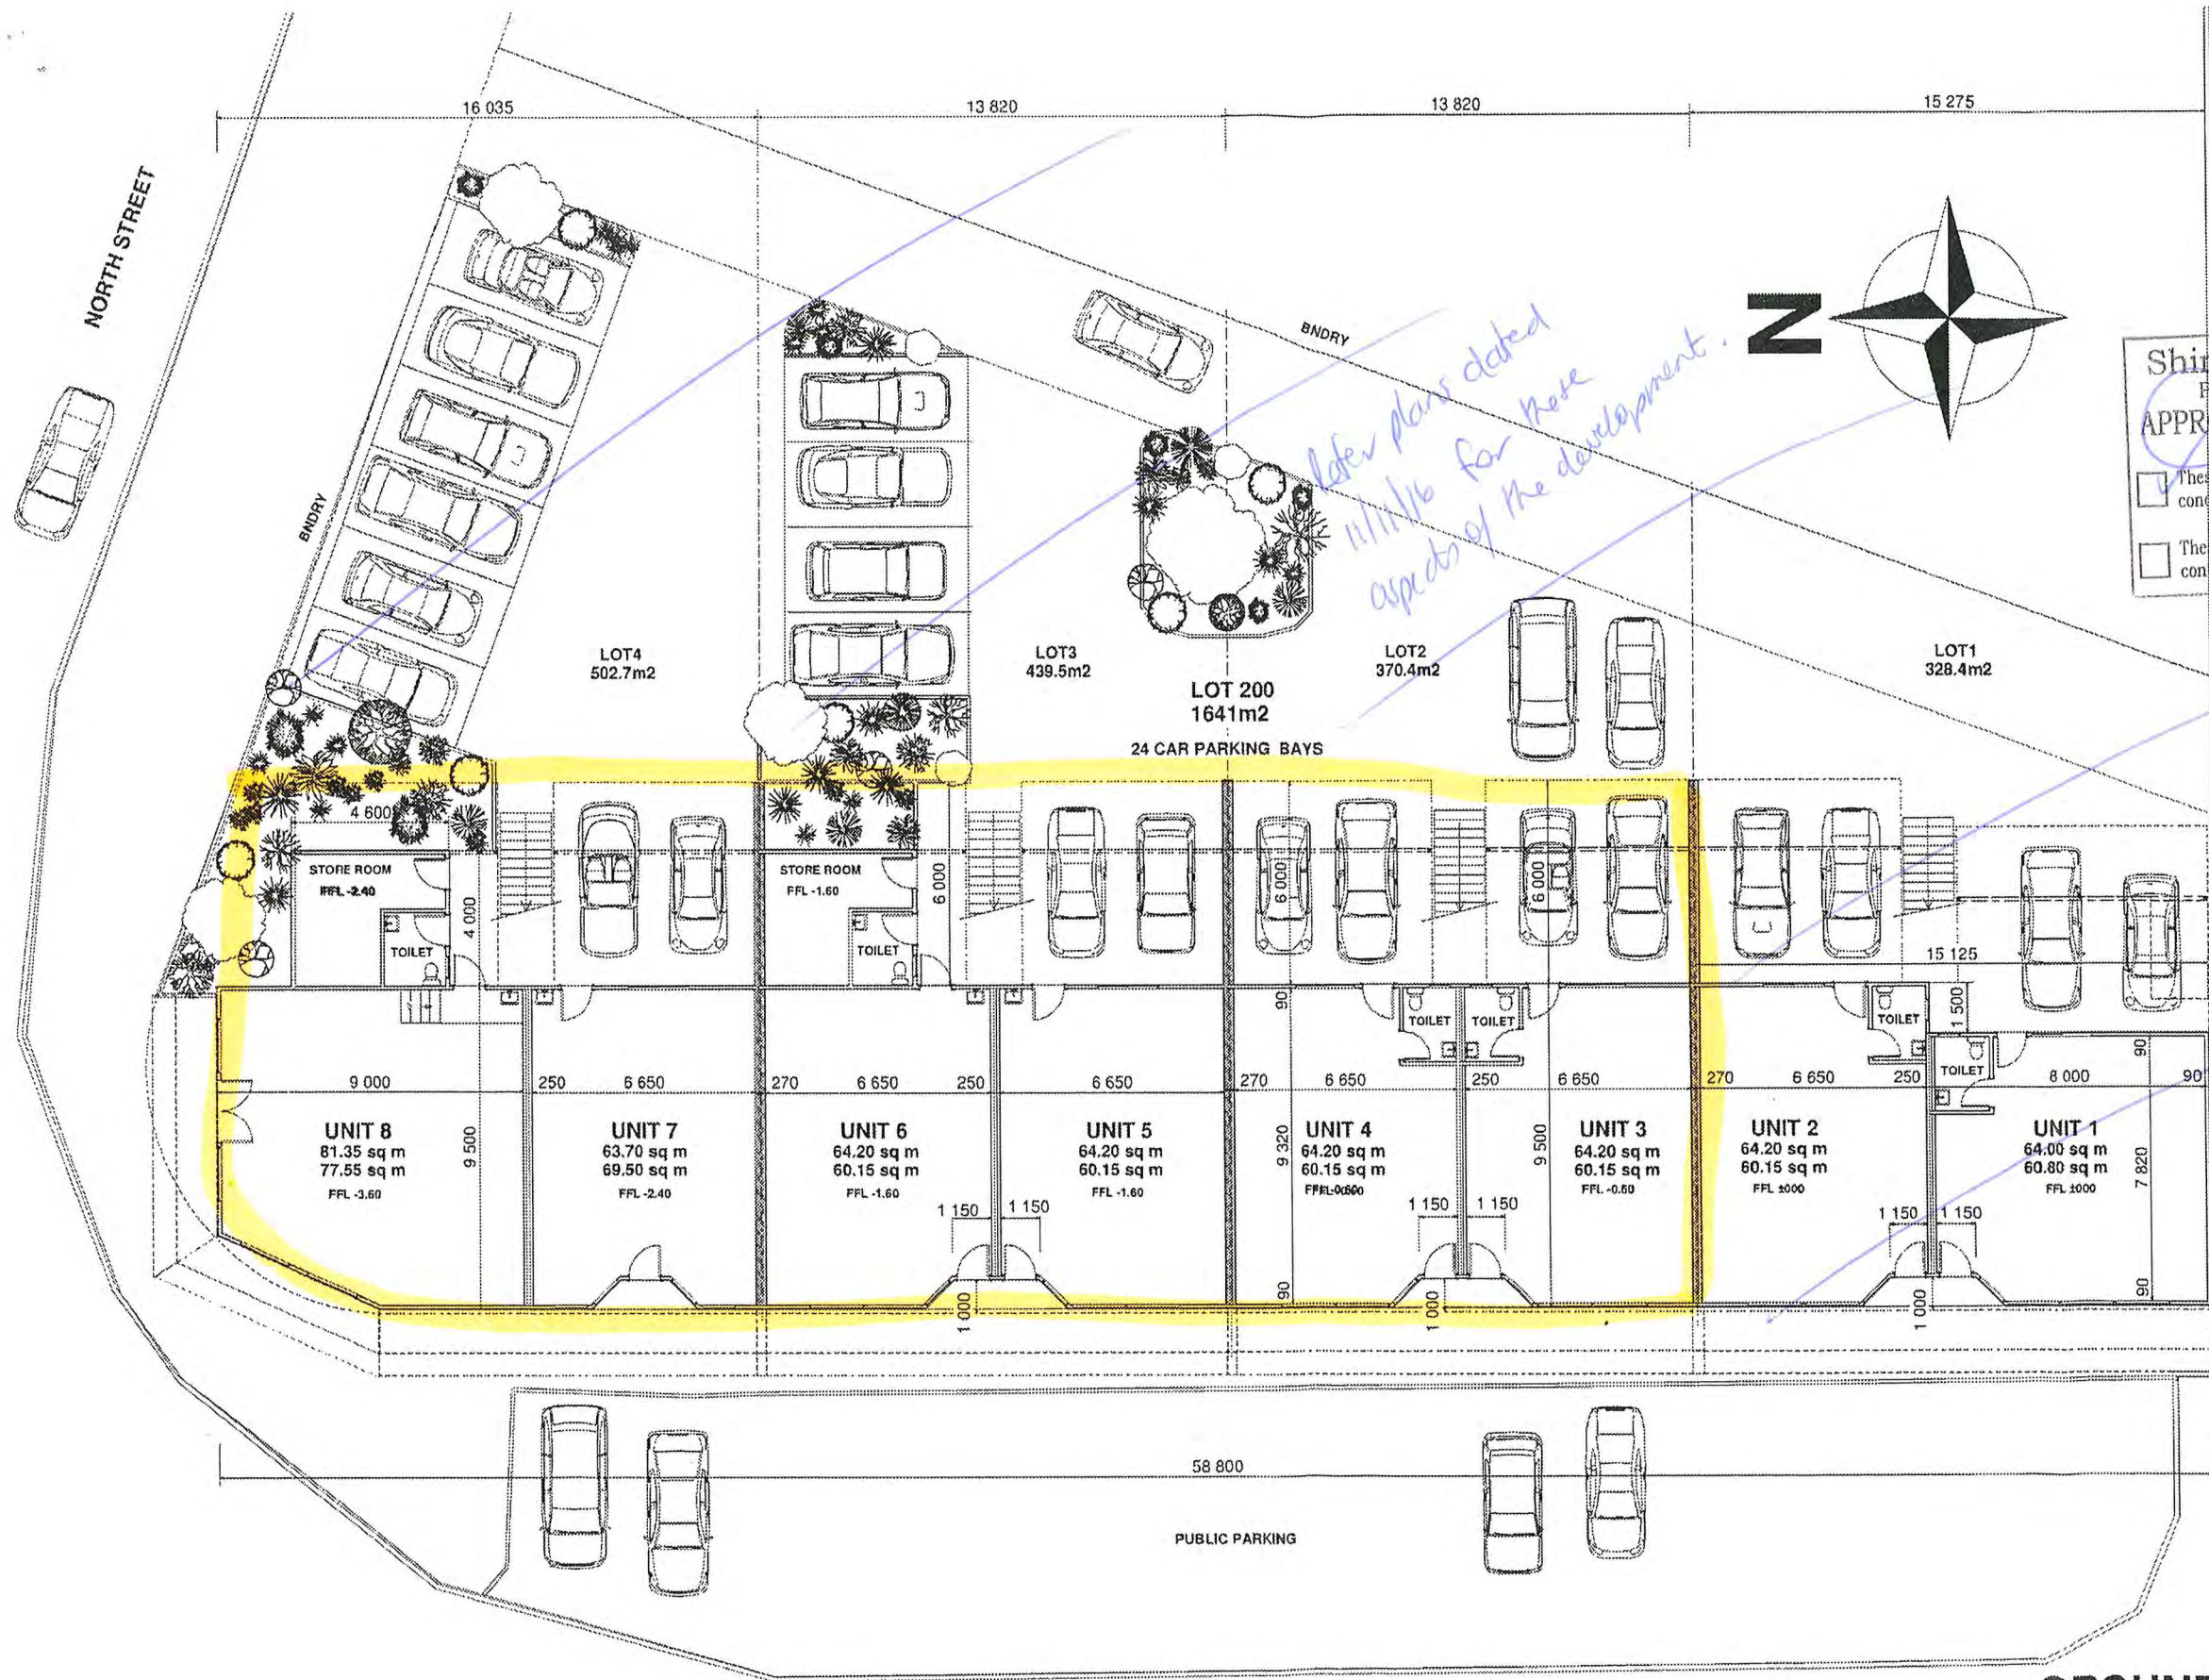 16 035
13 820
13 820
15 275
NORTH STREET
N
BNDRY
BNDRY
later plans dated
11/11/16 for these
aspects of the development.
Shir
APPR
Thes
con
The
con
LOT4
502.7m2
LOT3
439.5m2
LOT2
370.4m2
LOT1
328.4m2
LOT 200
1641m2
24 CAR PARKING BAYS
4 600
STORE ROOM
FFL -2.40
TOILET
4 000
STORE ROOM
FFL -1.60
TOILET
6 000
6 000
6 000
15 125
90
TOILET
TOILET
TOILET
1 500
TOILET
90
9 000
250
6 650
270
6 650
250
6 650
270
6 650
250
6 650
270
6 650
250
8 000
90
UNIT 8
81.35 sq m
77.55 sq m
FFL -3.60
9 500
UNIT 7
63.70 sq m
69.50 sq m
FFL -2.40
UNIT 6
64.20 sq m
60.15 sq m
FFL -1.60
UNIT 5
64.20 sq m
60.15 sq m
FFL -1.60
9 320
UNIT 4
64.20 sq m
60.15 sq m
9 500
UNIT 3
64.20 sq m
60.15 sq m
FFL -0.60
UNIT 2
64.20 sq m
60.15 sq m
FFL ±000
UNIT 1
64.00 sq m
60.80 sq m
FFL ±000
7 820
1 150
1 150
1 150
1 150
1 150
1 150
90
90
1 000
1 000
1 000
58 800
PUBLIC PARKING